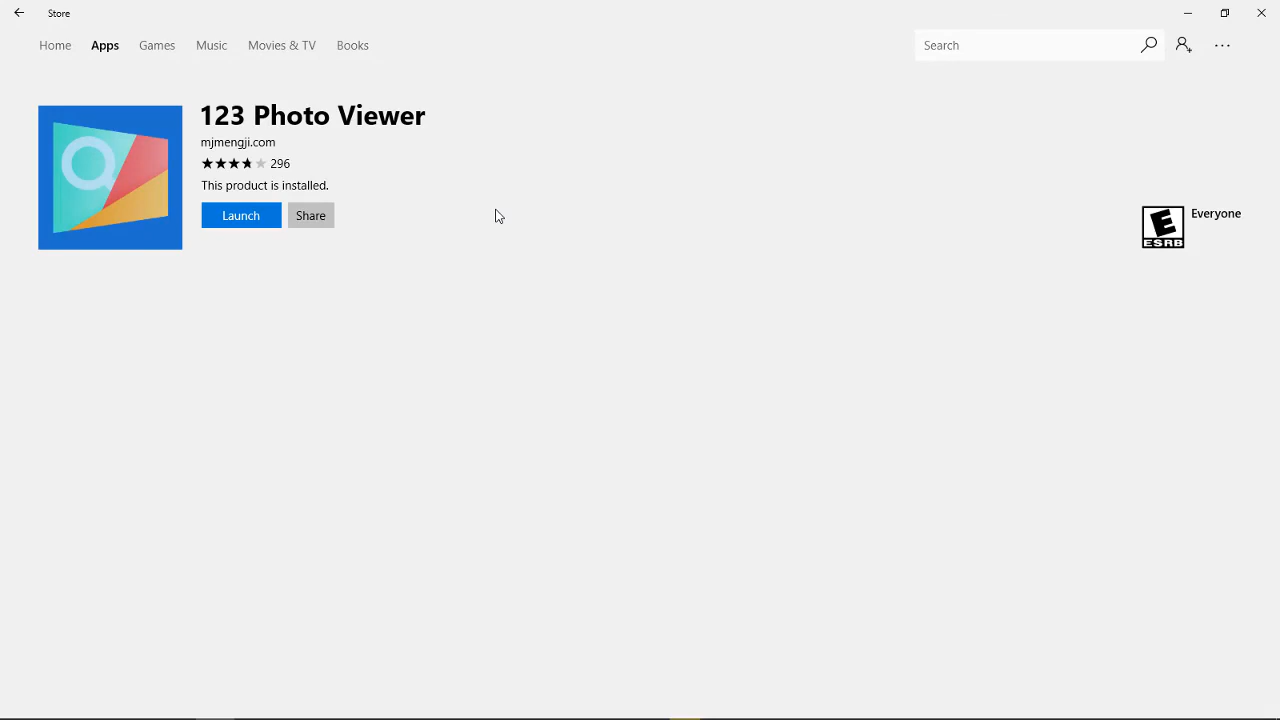 Store
Home Apps Games Music Movies & TV Books
Search
123 Photo Viewer
mjmengji.com
296
This product is installed.
Launch Share
E
ESRB
Everyone